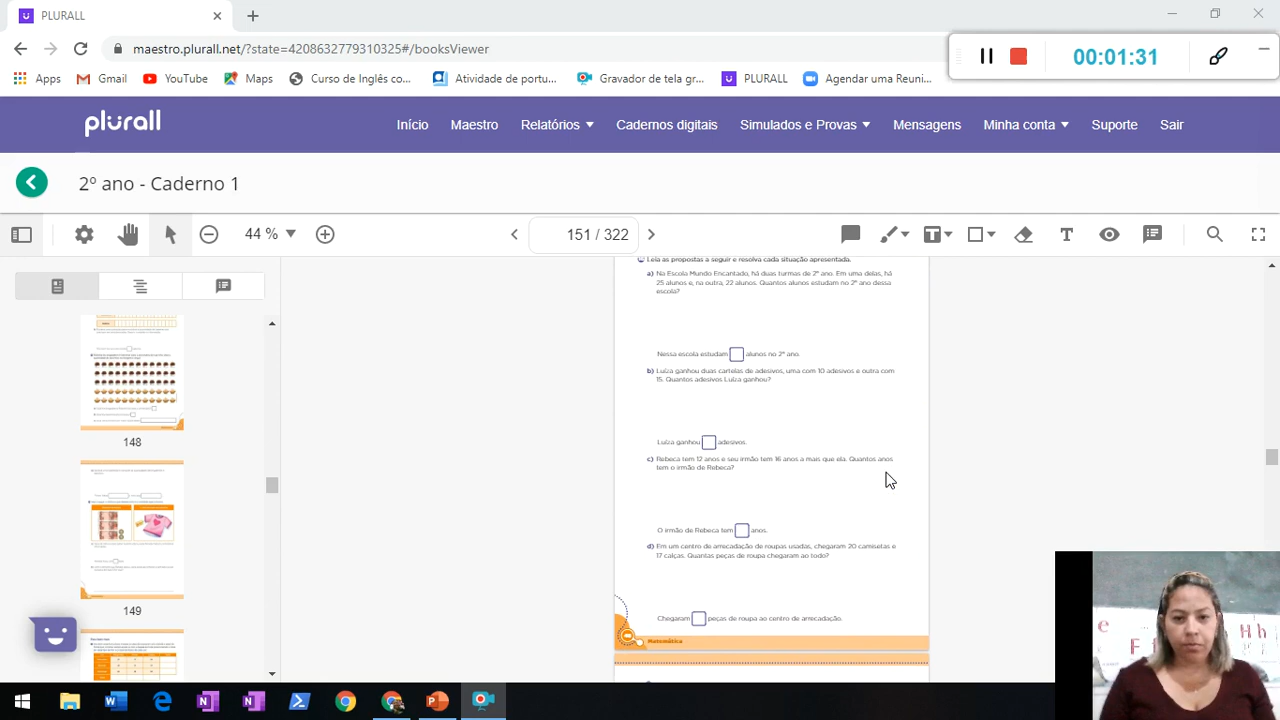 PLURALL
maestro.plurall.net/?state=4208632779310325#/booksViewer
00:01:31
Apps Gmail YouTube Maps Curso de Inglês co... Atividade de portu... Gravador de tela gr... PLURALL Agendar uma Reuni...
plurall Início Maestro Relatórios Cadernos digitais Simulados e Provas Mensagens Minha conta Suporte Sair
2º ano - Caderno 1
44 % 151 / 322
Leia as propostas a seguir e resolva cada situação apresentada.
a) Na Escola Mundo Encantado, há duas turmas de 2º ano. Em uma delas, há
25 alunos e, na outra, 22 alunos. Quantos alunos estudam no 2º ano dessa
escola?
Nessa escola estudam alunos no 2º ano.
b) Luíza ganhou duas cartelas de adesivos, uma com 10 adesivos e outra com
15. Quantos adesivos Luíza ganhou?
Luíza ganhou adesivos.
c) Rebeca tem 12 anos e seu irmão tem 16 anos a mais que ela. Quantos anos
tem o irmão de Rebeca?
O irmão de Rebeca tem anos.
d) Em um centro de arrecadação de roupas usadas, chegaram 20 camisetas e
17 calças. Quantas peças de roupa chegaram ao todo?
Chegaram peças de roupa ao centro de arrecadação.
Matemática
148
149